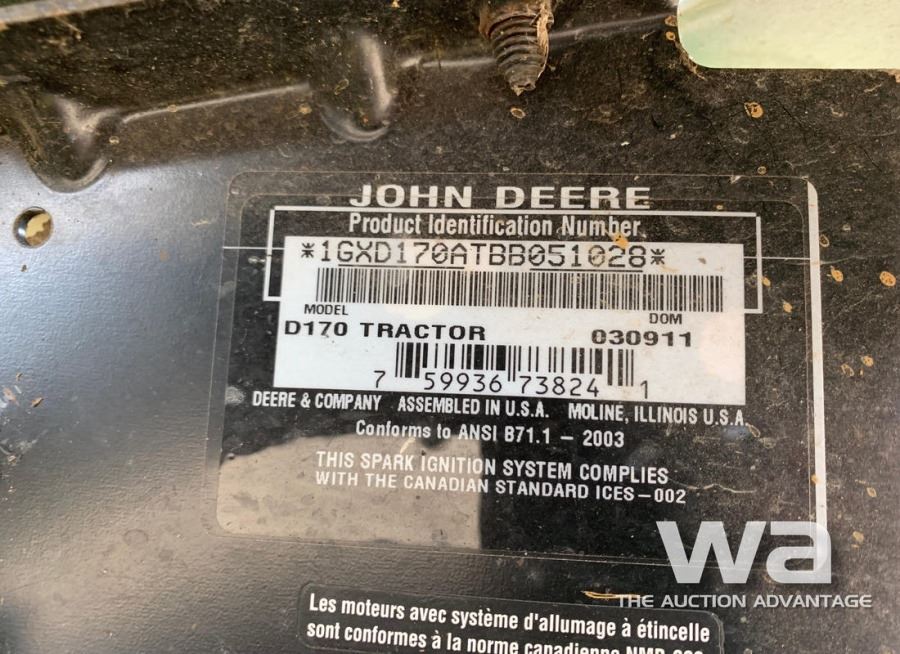 JOHN DEERE
Product Identification Number
*1GXD170ATBB051028*
MODEL DOM
D170 TRACTOR 030911
7 59936 73824 1
DEERE & COMPANY ASSEMBLED IN U.S.A. MOLINE, ILLINOIS U.S.A.
Conforms to ANSI B71.1 – 2003
THIS SPARK IGNITION SYSTEM COMPLIES
WITH THE CANADIAN STANDARD ICES–002
wa
THE AUCTION ADVANTAGE
Les moteurs avec système d'allumage à étincelle
sont conformes à la norme canadienne